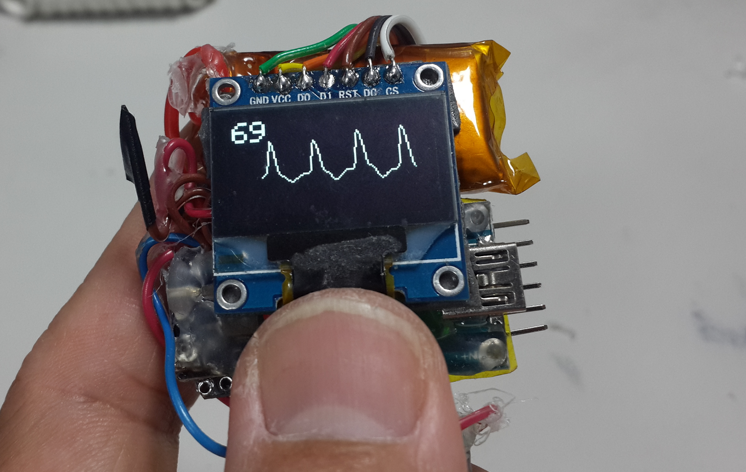 GND VCC D0 D1 RST DC CS
69